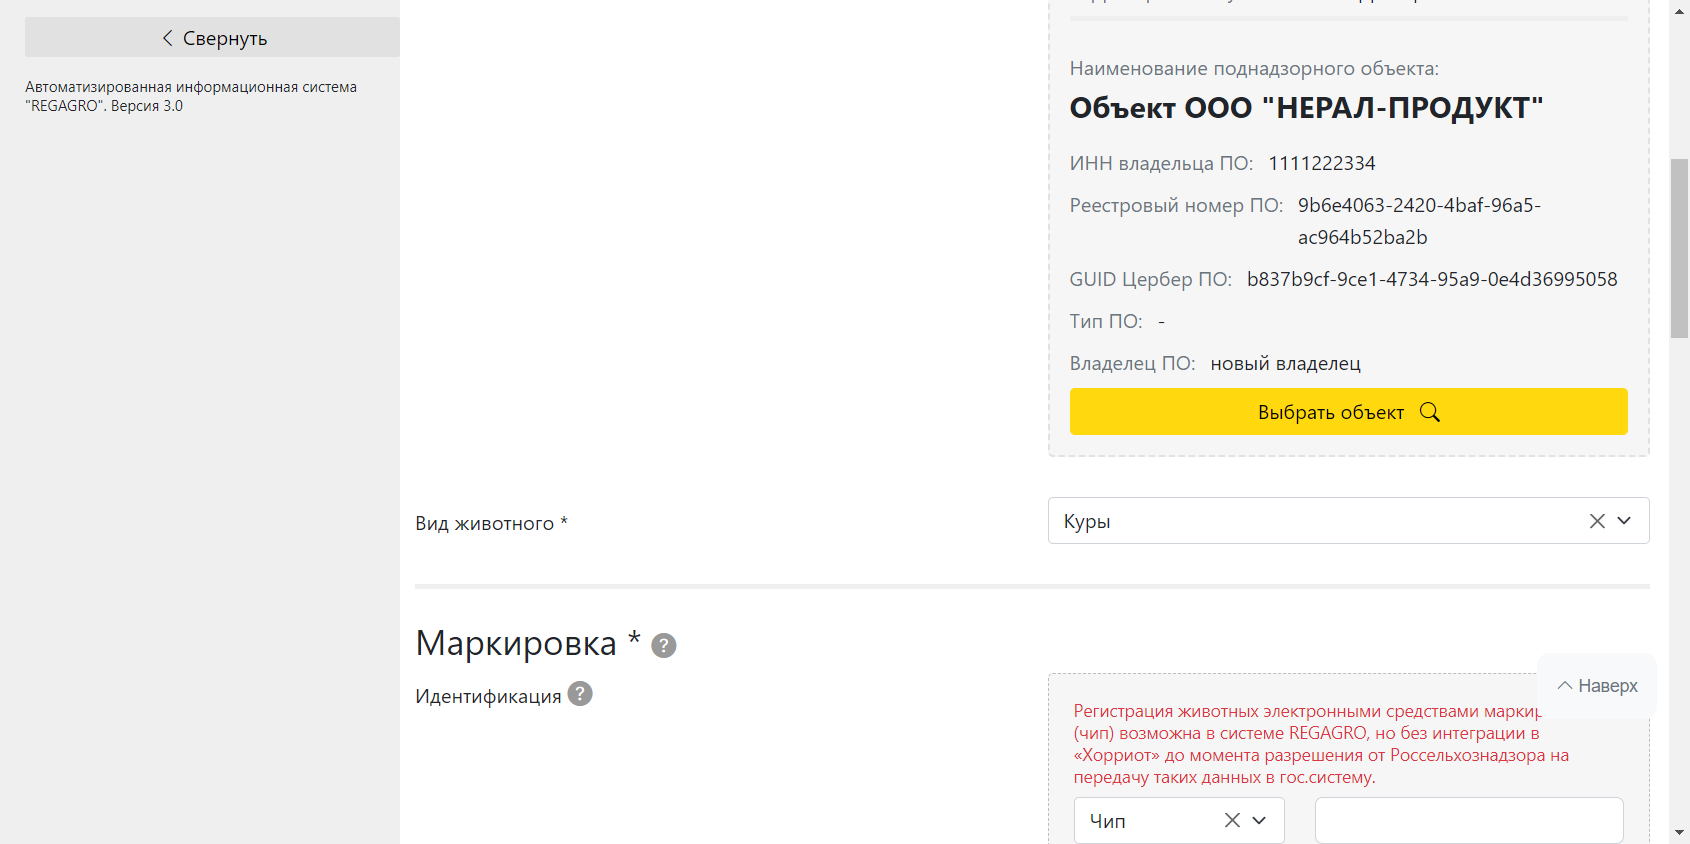 Свернуть
Автоматизированная информационная система
"REGAGRO". Версия 3.0
Наименование поднадзорного объекта:
Объект ООО "НЕРАЛ-ПРОДУКТ"
ИНН владельца ПО: 1111222334
Реестровый номер ПО: 9b6e4063-2420-4baf-96a5-
ac964b52ba2b
GUID Цербер ПО: b837b9cf-9ce1-4734-95a9-0e4d36995058
Тип ПО: -
Владелец ПО: новый владелец
Выбрать объект
Вид животного *
Куры
Маркировка * ?
Идентификация ?
Наверх
Регистрация животных электронными средствами
(чип) возможна в системе REGAGRO, но без интеграции в
«Хорриот» до момента разрешения от Россельхознадзора на
передачу таких данных в гос.систему.
Чип